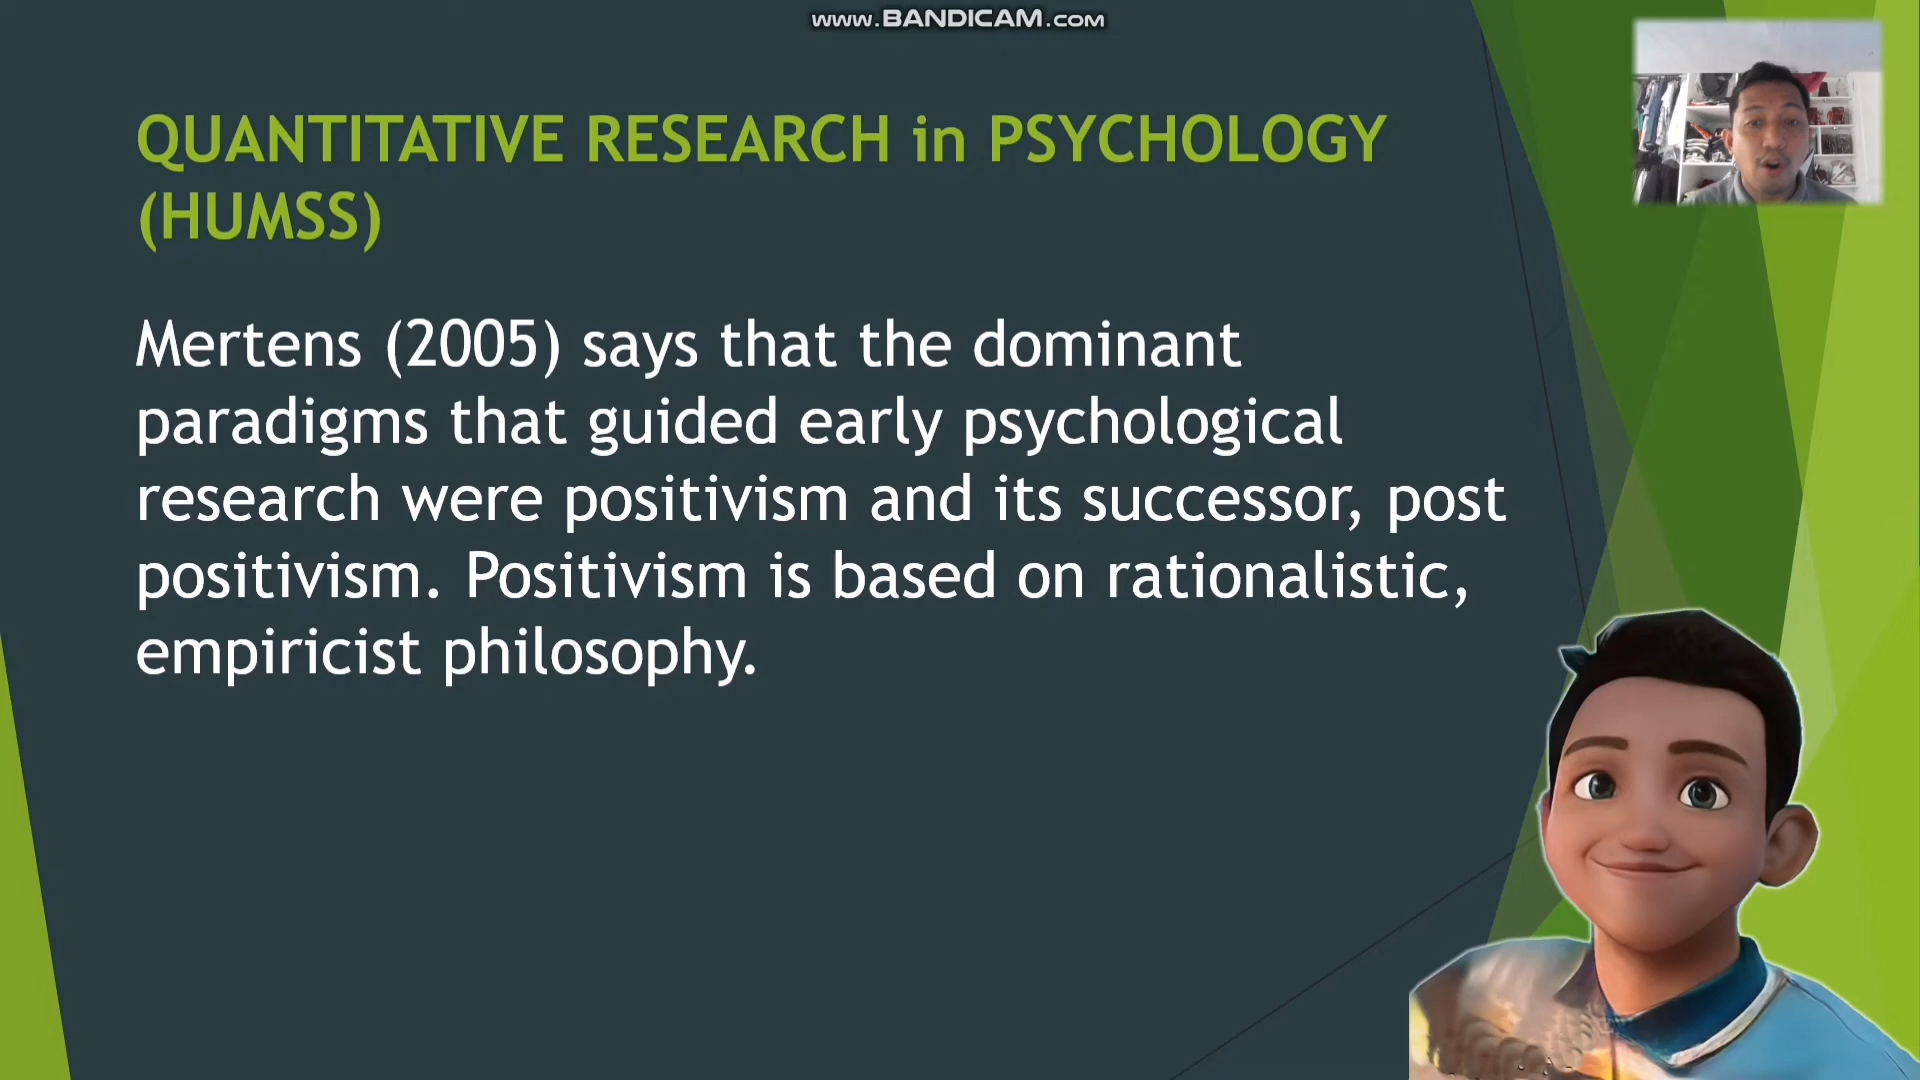 www.BANDICAM.com
QUANTITATIVE RESEARCH in PSYCHOLOGY
(HUMSS)
Mertens (2005) says that the dominant
paradigms that guided early psychological
research were positivism and its successor, post
positivism. Positivism is based on rationalistic,
empiricist philosophy.